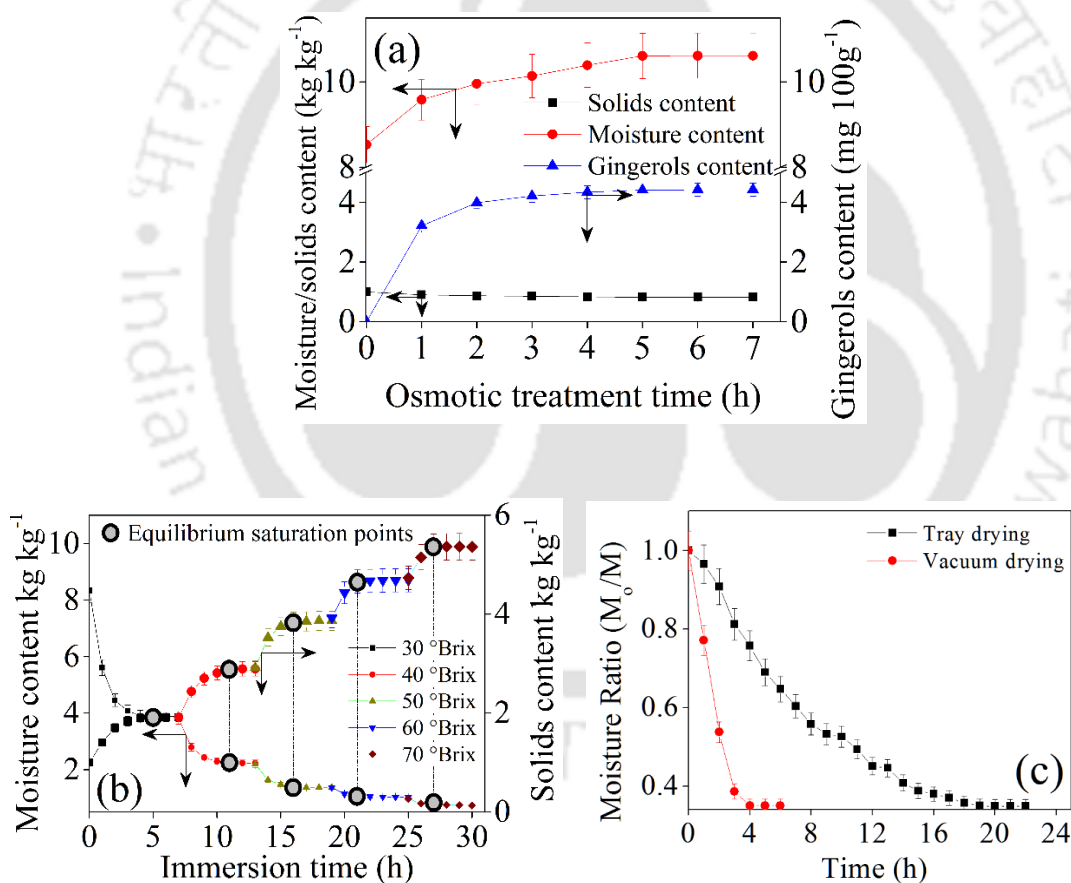 (a)
Moisture/solids content (kg kg⁻¹)
10
8
4
2
0
Solids content
Moisture content
Gingerols content
10
8
4
2
0
Gingerols content (mg 100g⁻¹)
0 1 2 3 4 5 6 7
Osmotic treatment time (h)
• Indian
Equilibrium saturation points
Moisture content kg kg⁻¹
10
8
6
4
2
30 °Brix
40 °Brix
50 °Brix
60 °Brix
70 °Brix
6
4
2
0
Solids content kg kg⁻¹
(b)
0 5 10 15 20 25 30
Immersion time (h)
Tray drying
Vacuum drying
Moisture Ratio (Mₒ/M)
1.0
0.8
0.6
0.4
(c)
0 4 8 12 16 20 24
Time (h)